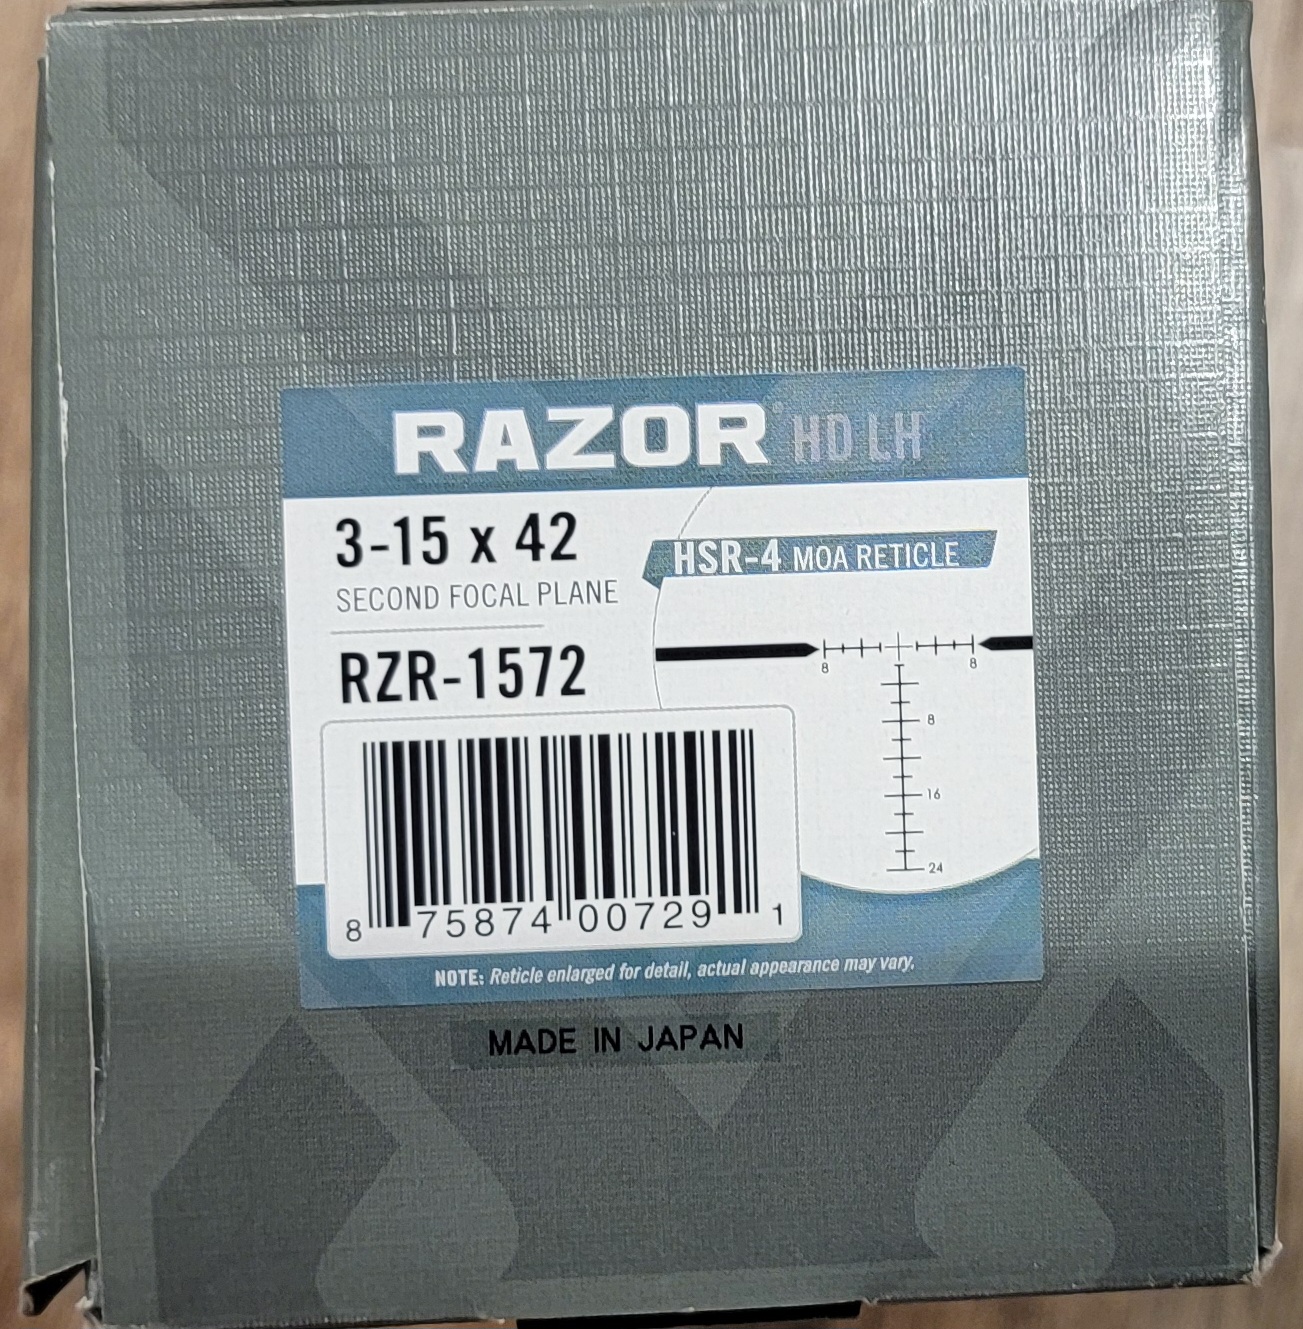 RAZOR® HD LH
3-15 x 42
SECOND FOCAL PLANE
RZR-1572
HSR-4 MOA RETICLE
8 8
8
16
24
8 75874 00729 1
NOTE: Reticle enlarged for detail, actual appearance may vary.
MADE IN JAPAN